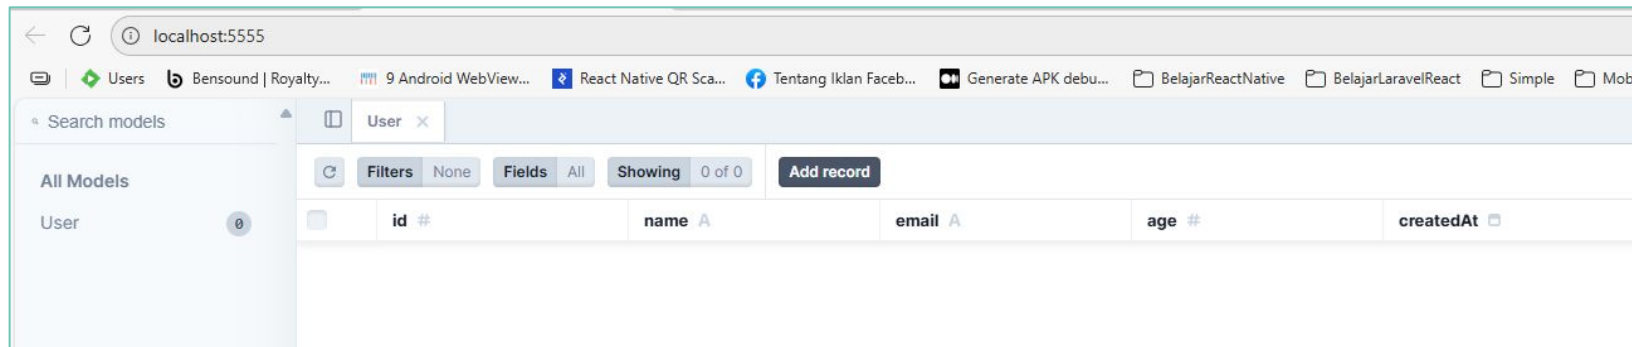 localhost:5555
Users Bensound | Royalty... 9 Android WebView... React Native QR Sca... Tentang Iklan Faceb... Generate APK debu... BelajarReactNative BelajarLaravelReact Simple Mob
Search models User
Filters None Fields All Showing 0 of 0 Add record
All Models
User 0
id # name A email A age # createdAt